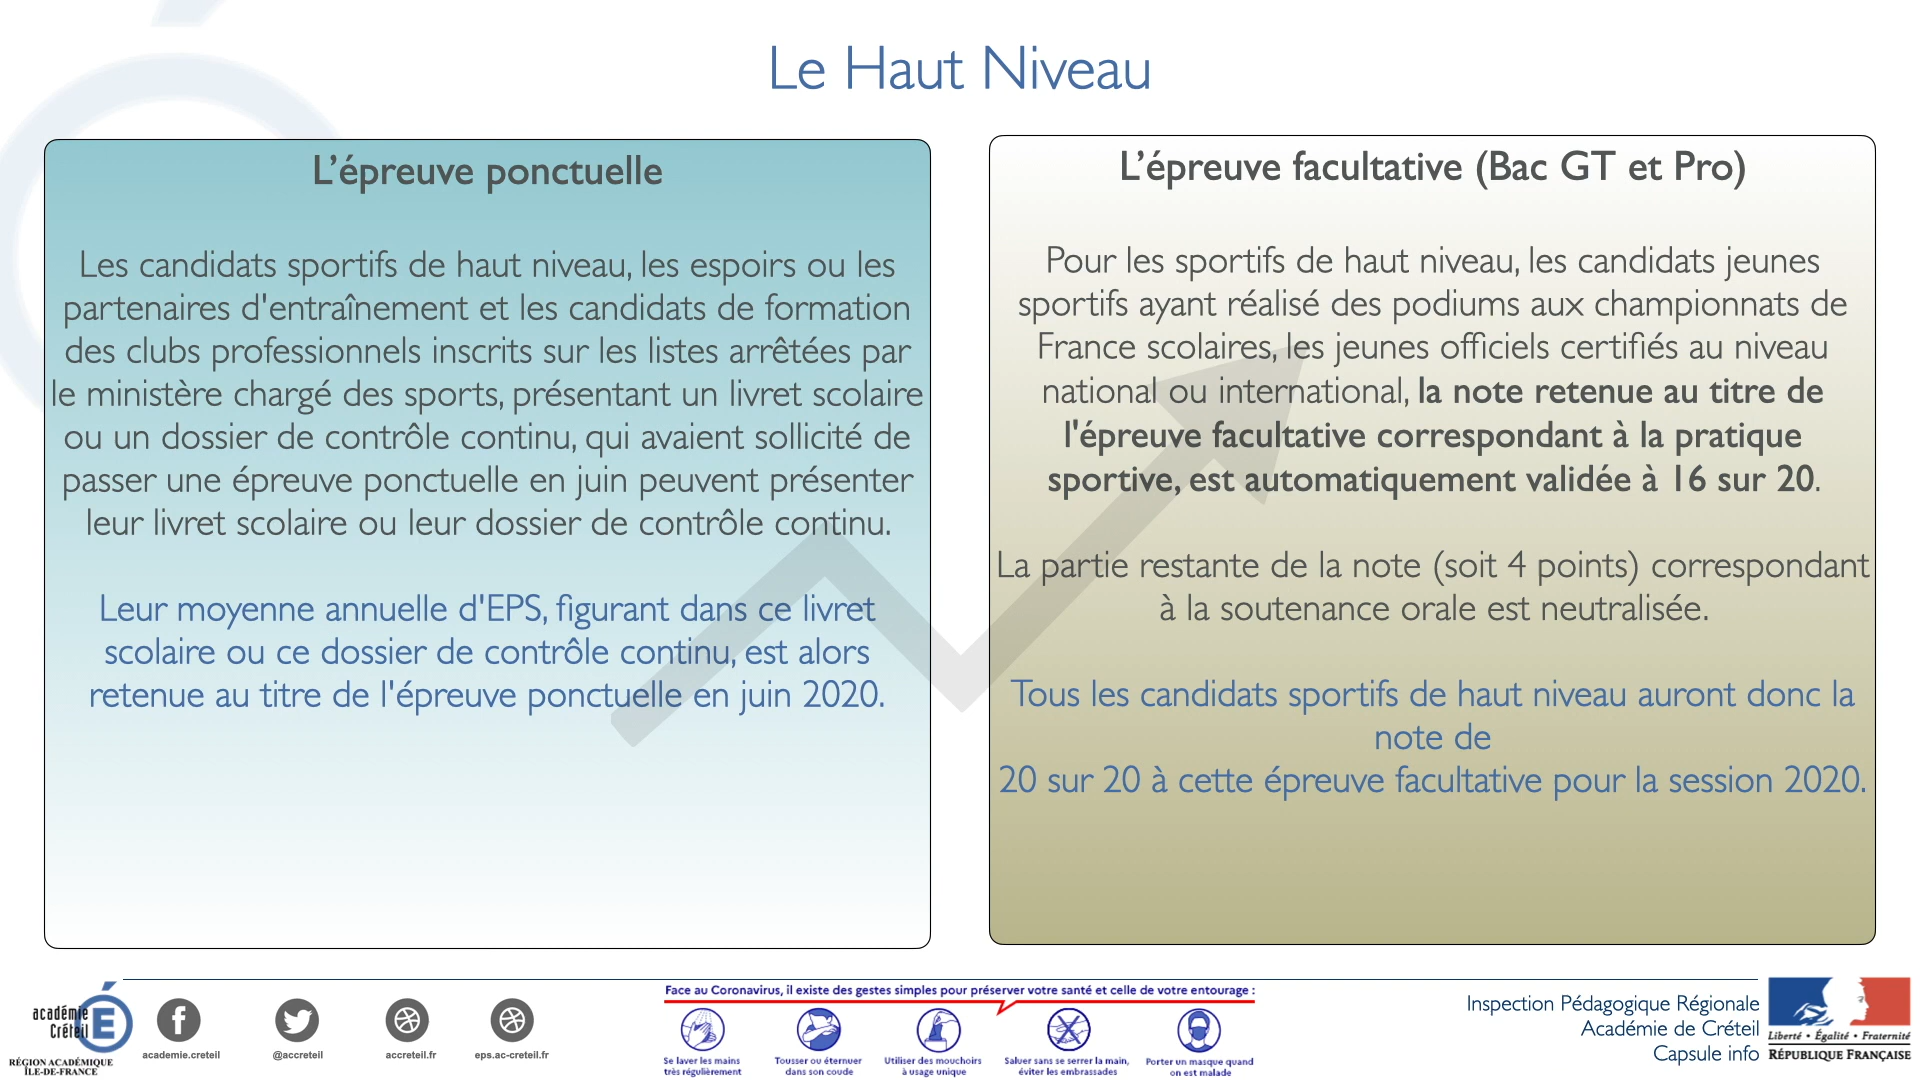 Le Haut Niveau
L’épreuve ponctuelle
Les candidats sportifs de haut niveau, les espoirs ou les
partenaires d'entraînement et les candidats de formation
des clubs professionnels inscrits sur les listes arrêtées par
le ministère chargé des sports, présentant un livret scolaire
ou un dossier de contrôle continu, qui avaient sollicité de
passer une épreuve ponctuelle en juin peuvent présenter
leur livret scolaire ou leur dossier de contrôle continu.
Leur moyenne annuelle d'EPS, figurant dans ce livret
scolaire ou ce dossier de contrôle continu, est alors
retenue au titre de l'épreuve ponctuelle en juin 2020.
L’épreuve facultative (Bac GT et Pro)
Pour les sportifs de haut niveau, les candidats jeunes
sportifs ayant réalisé des podiums aux championnats de
France scolaires, les jeunes officiels certifiés au niveau
national ou international, la note retenue au titre de
l'épreuve facultative correspondant à la pratique
sportive, est automatiquement validée à 16 sur 20.
La partie restante de la note (soit 4 points) correspondant
à la soutenance orale est neutralisée.
Tous les candidats sportifs de haut niveau auront donc la
note de
20 sur 20 à cette épreuve facultative pour la session 2020.
académie
Créteil
É
RÉGION ACADÉMIQUE
ÎLE-DE-FRANCE
academie.creteil
@accreteil
accreteil.fr
eps.ac-creteil.fr
Face au Coronavirus, il existe des gestes simples pour préserver votre santé et celle de votre entourage :
Se laver les mains
très régulièrement
Tousser ou éternuer
dans son coude
Utiliser des mouchoirs
à usage unique
Saluer sans se serrer la main,
éviter les embrassades
Porter un masque quand
on est malade
Inspection Pédagogique Régionale
Académie de Créteil
Capsule info
Liberté • Égalité • Fraternité
RÉPUBLIQUE FRANÇAISE